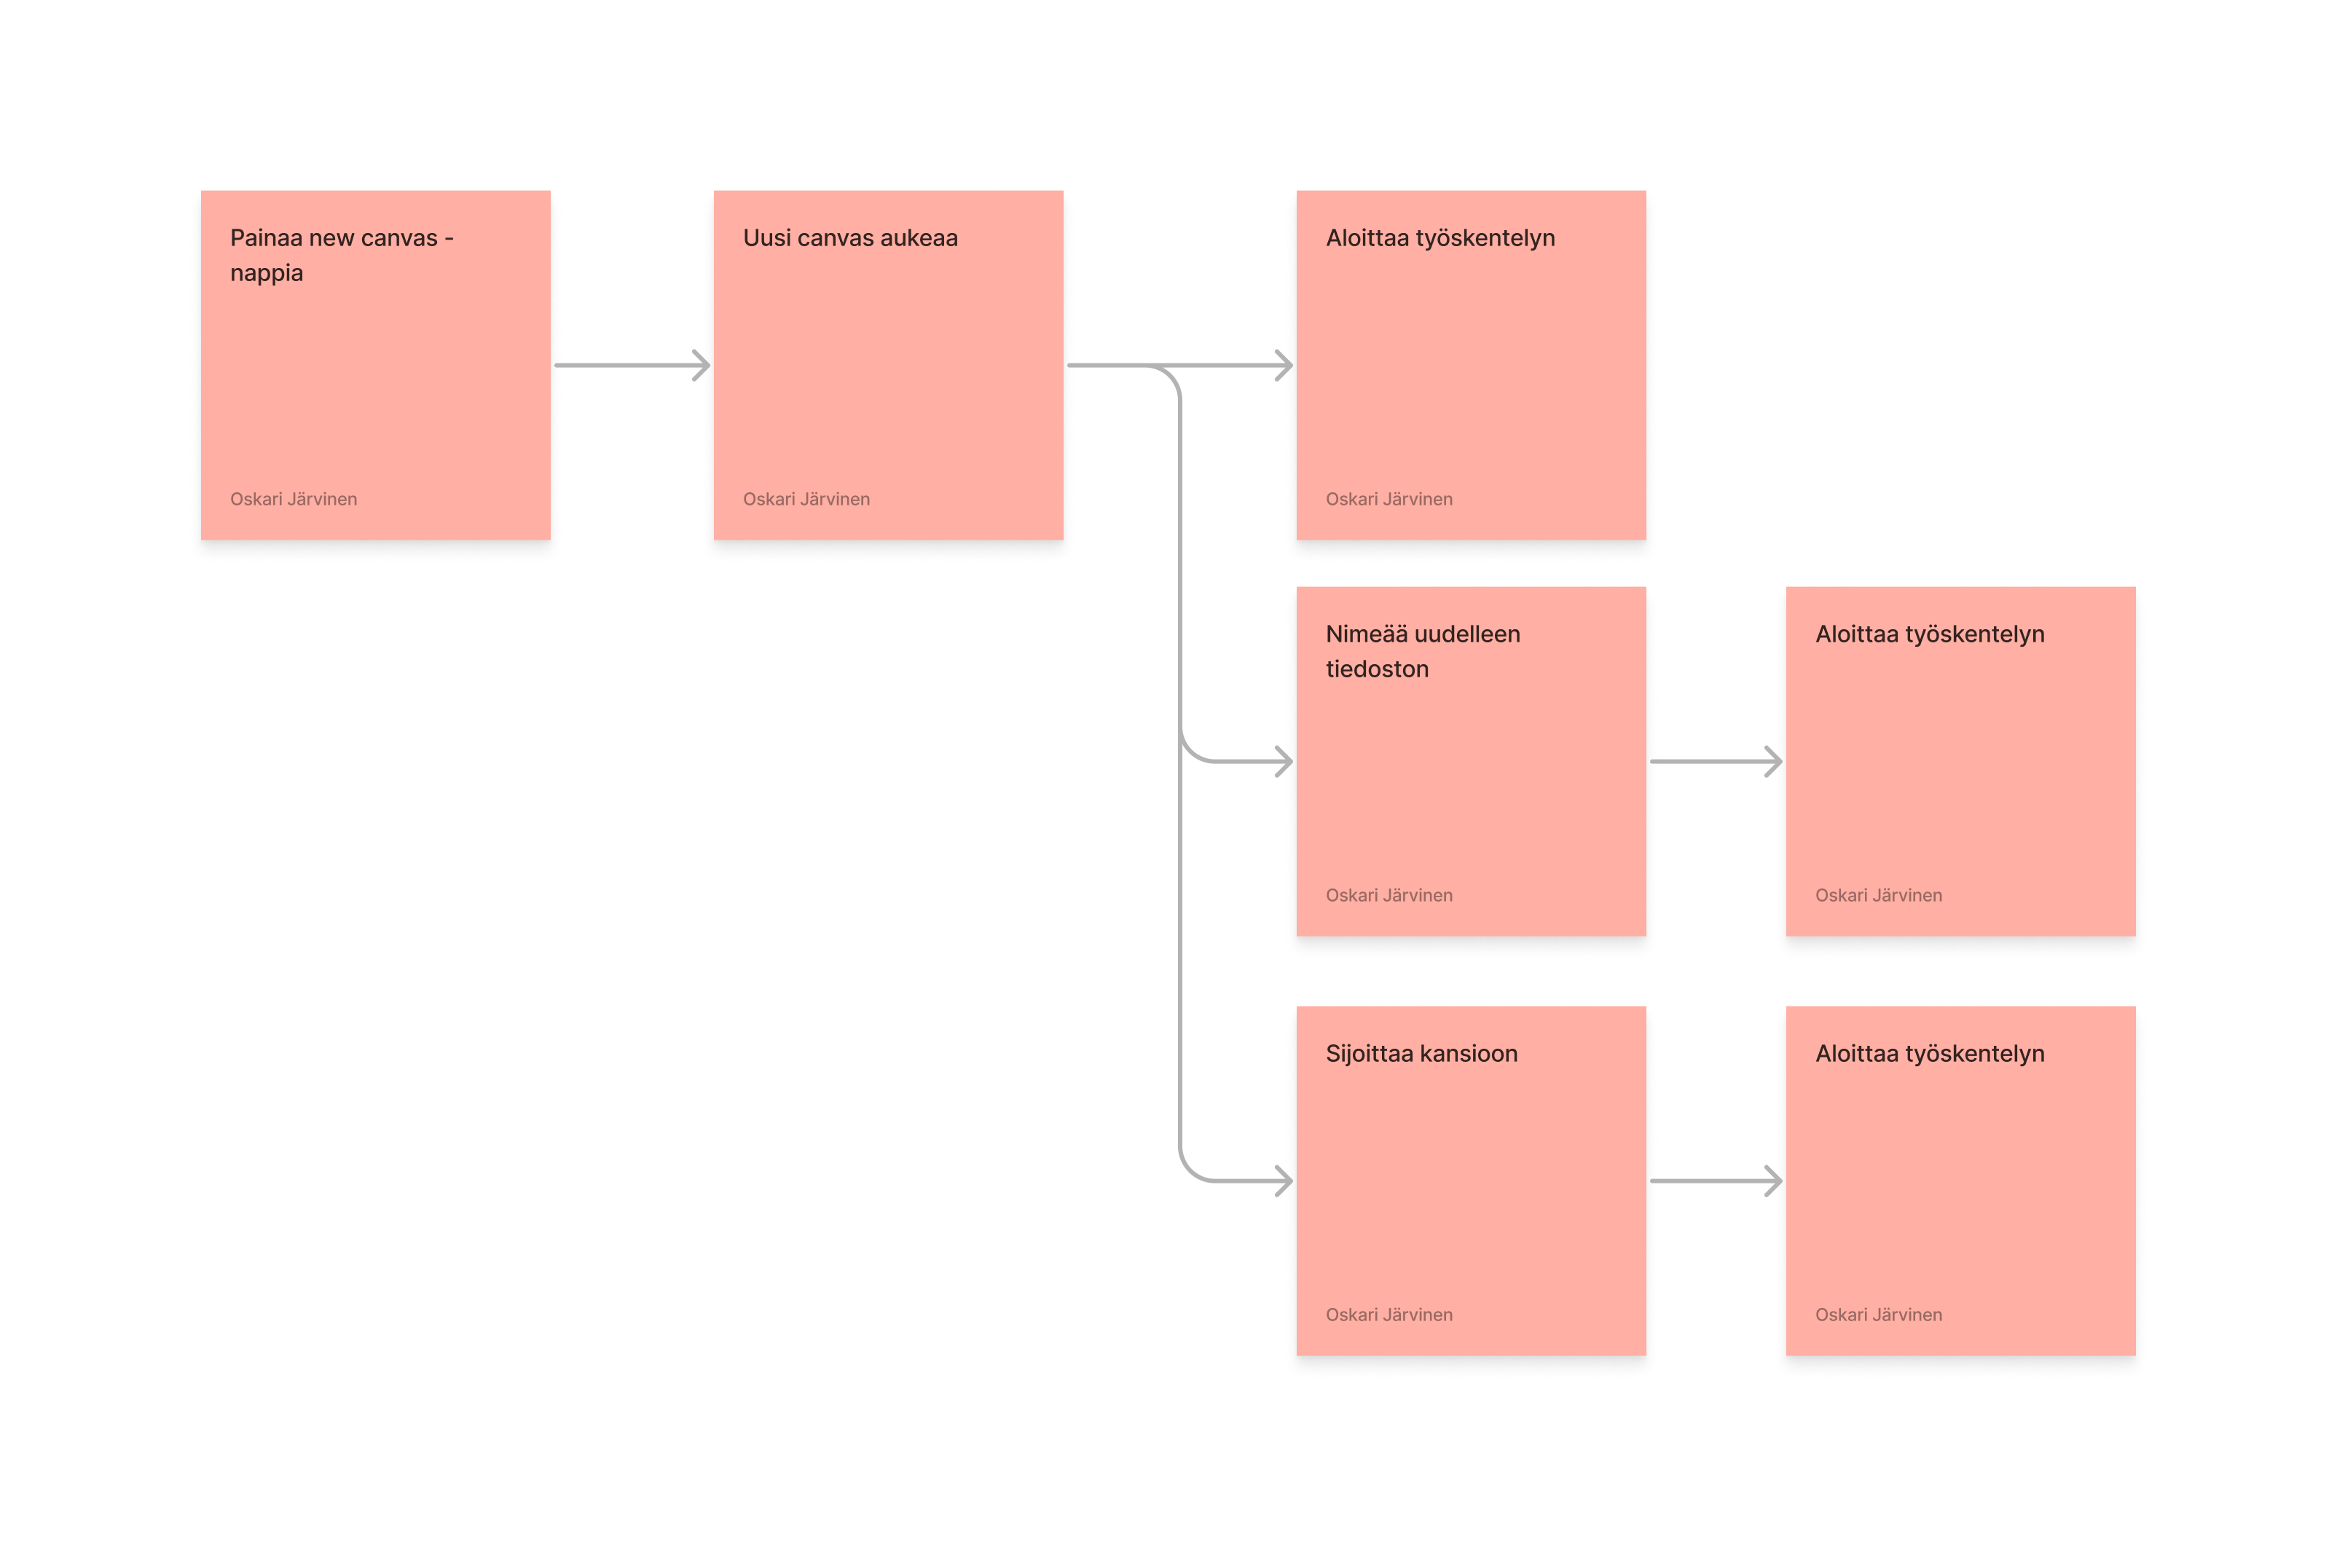 Painaa new canvas -
nappia
Oskari Järvinen
Uusi canvas aukeaa
Oskari Järvinen
Aloittaa työskentelyn
Oskari Järvinen
Nimeää uudelleen
tiedoston
Oskari Järvinen
Aloittaa työskentelyn
Oskari Järvinen
Sijoittaa kansioon
Oskari Järvinen
Aloittaa työskentelyn
Oskari Järvinen